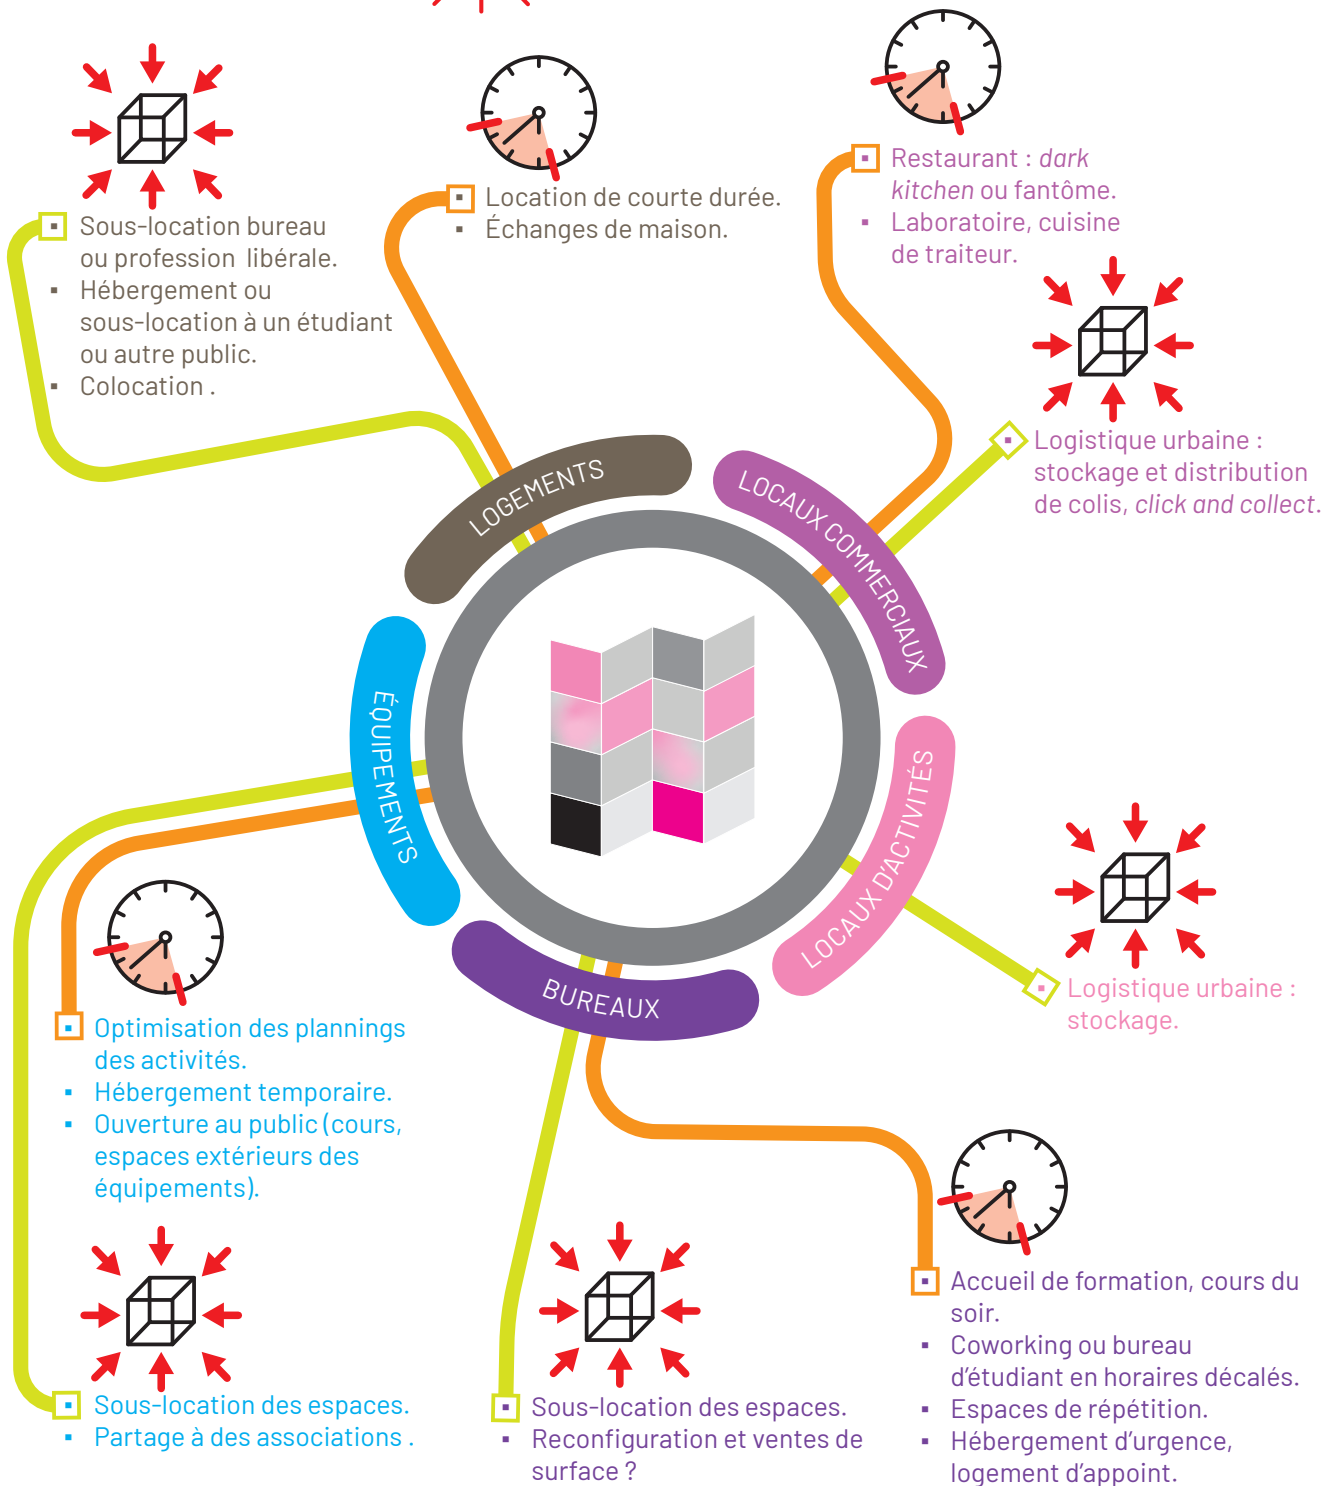 Restaurant : dark
kitchen ou fantôme.
Laboratoire, cuisine
de traiteur.
Location de courte durée.
Échanges de maison.
Sous-location bureau
ou profession libérale.
Hébergement ou
sous-location à un étudiant
ou autre public.
Colocation .
Logistique urbaine :
stockage et distribution
de colis, click and collect.
LOGEMENTS
LOCAUX COMMERCIAUX
ÉQUIPEMENTS
LOCAUX D'ACTIVITÉS
BUREAUX
Logistique urbaine :
stockage.
Optimisation des plannings
des activités.
Hébergement temporaire.
Ouverture au public (cours,
espaces extérieurs des
équipements).
Accueil de formation, cours du
soir.
Coworking ou bureau
d'étudiant en horaires décalés.
Espaces de répétition.
Hébergement d'urgence,
logement d'appoint.
Sous-location des espaces.
Partage à des associations .
Sous-location des espaces.
Reconfiguration et ventes de
surface ?